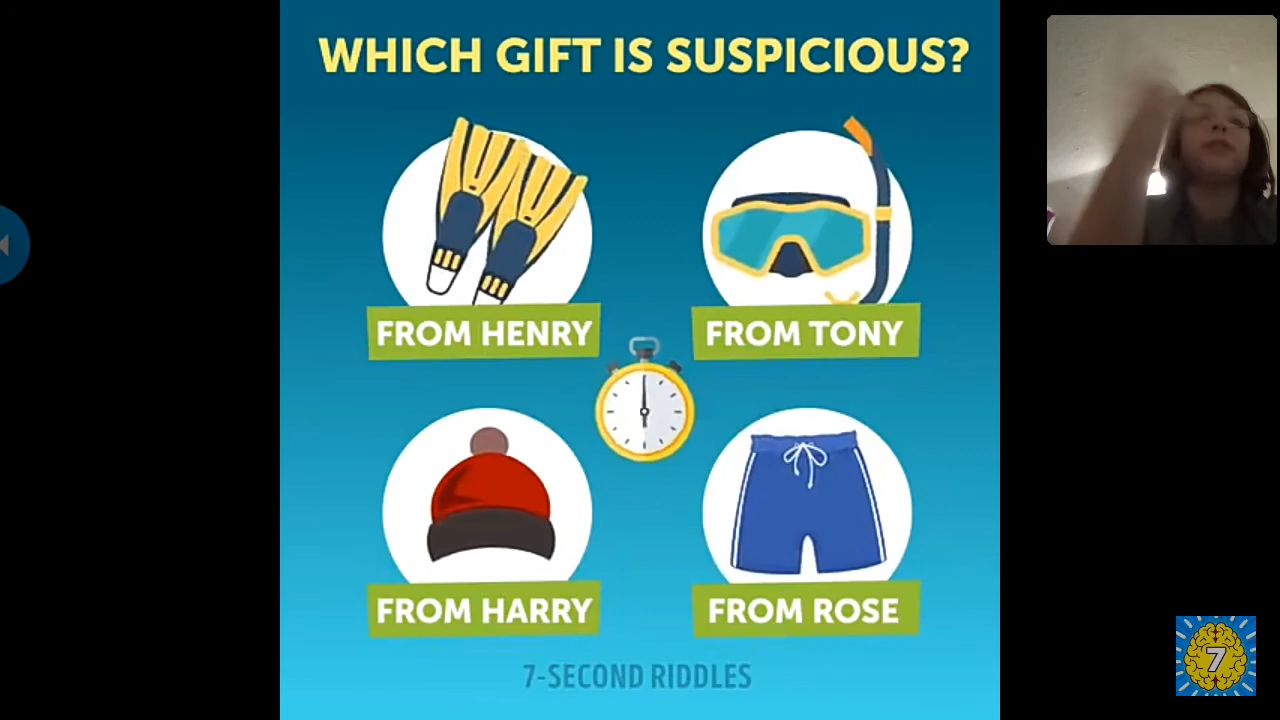 WHICH GIFT IS SUSPICIOUS?
FROM HENRY
FROM TONY
FROM HARRY
FROM ROSE
7-SECOND RIDDLES
7